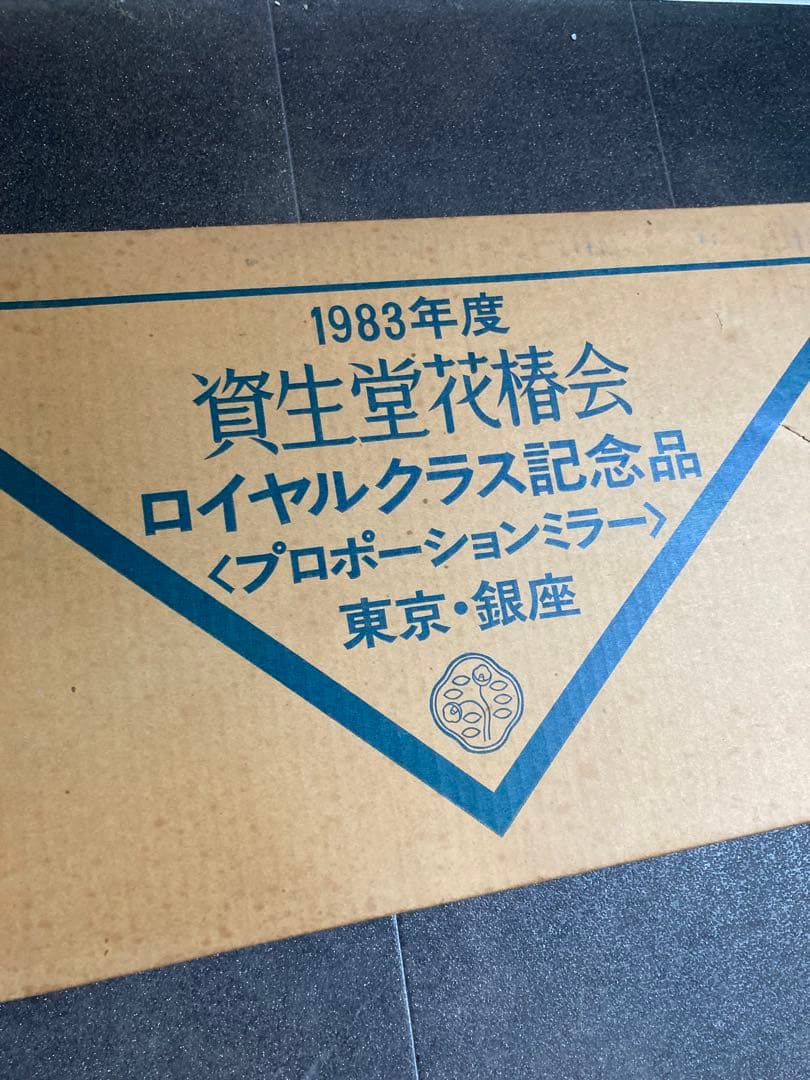 1983年度
資生堂花椿会
ロイヤルクラス記念品
〈プロポーションミラー〉
東京・銀座